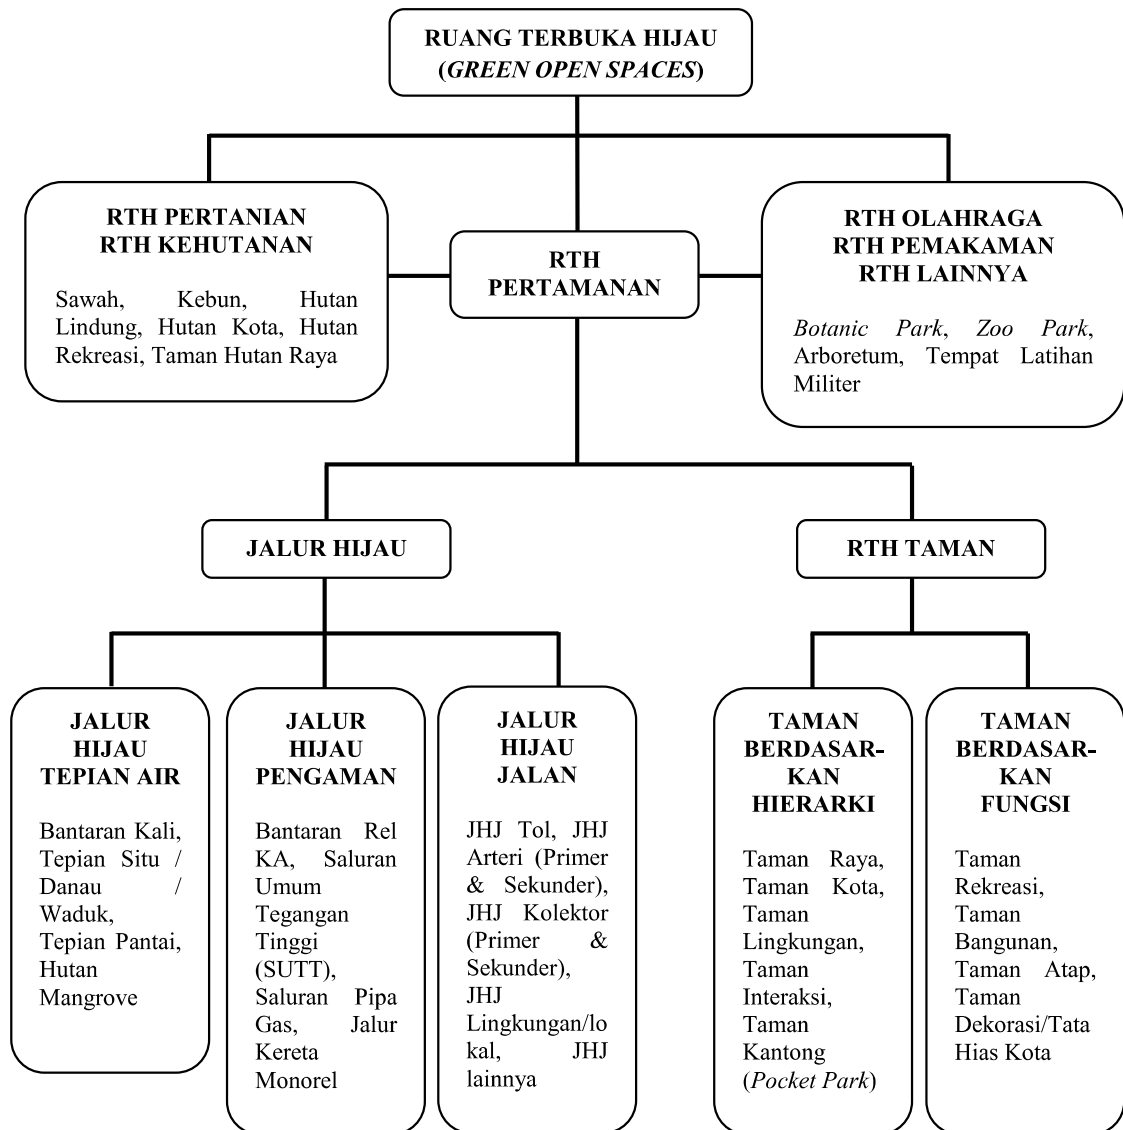 RUANG TERBUKA HIJAU
(GREEN OPEN SPACES)
RTH PERTANIAN
RTH KEHUTANAN
Sawah, Kebun, Hutan
Lindung, Hutan Kota, Hutan
Rekreasi, Taman Hutan Raya
RTH
PERTAMANAN
RTH OLAHRAGA
RTH PEMAKAMAN
RTH LAINNYA
Botanic Park, Zoo Park,
Arboretum, Tempat Latihan
Militer
JALUR HIJAU
RTH TAMAN
JALUR
HIJAU
TEPIAN AIR
Bantaran Kali,
Tepian Situ /
Danau /
Waduk,
Tepian Pantai,
Hutan
Mangrove
JALUR
HIJAU
PENGAMAN
Bantaran Rel
KA, Saluran
Umum
Tegangan
Tinggi
(SUTT),
Saluran Pipa
Gas, Jalur
Kereta
Monorel
JALUR
HIJAU
JALAN
JHJ Tol, JHJ
Arteri (Primer
& Sekunder),
JHJ Kolektor
(Primer &
Sekunder),
JHJ
Lingkungan/lo
kal, JHJ
lainnya
TAMAN
BERDASAR-
KAN
HIERARKI
Taman Raya,
Taman Kota,
Taman
Lingkungan,
Taman
Interaksi,
Taman
Kantong
(Pocket Park)
TAMAN
BERDASAR-
KAN
FUNGSI
Taman
Rekreasi,
Taman
Bangunan,
Taman Atap,
Taman
Dekorasi/Tata
Hias Kota